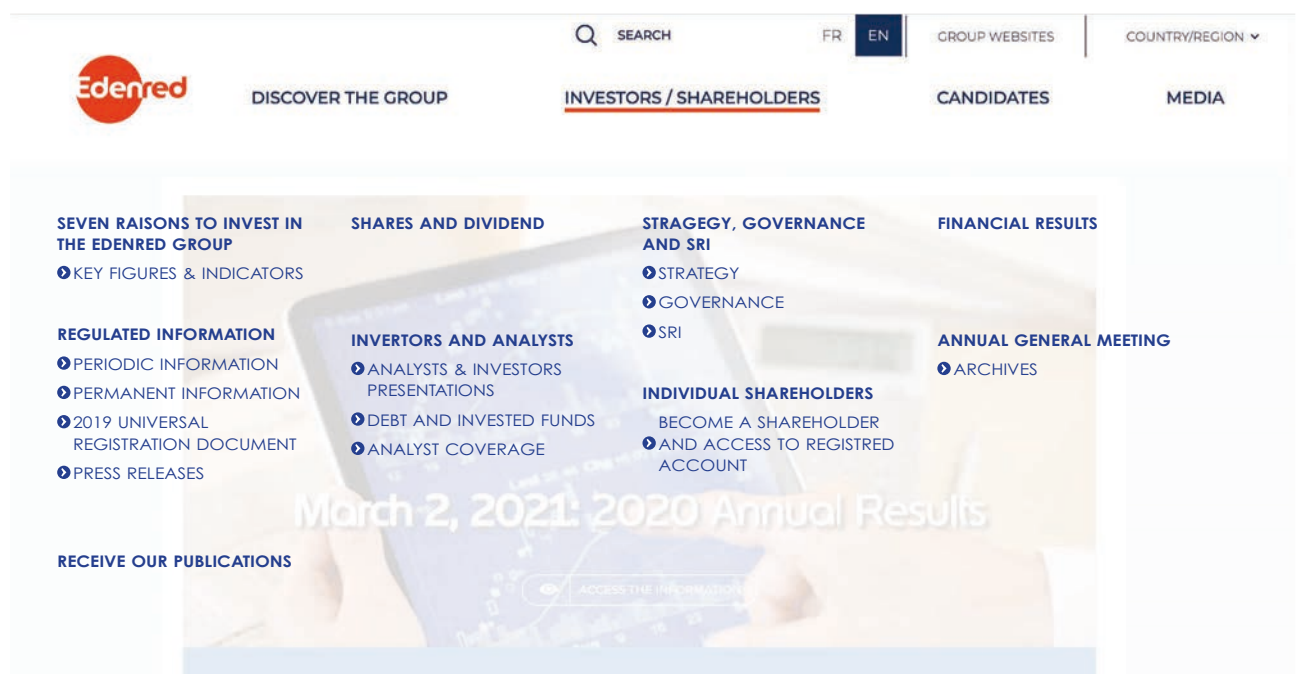 SEARCH
FR
EN
GROUP WEBSITES
COUNTRY/REGION
Edenred
DISCOVER THE GROUP
INVESTORS / SHAREHOLDERS
CANDIDATES
MEDIA
SEVEN RAISONS TO INVEST IN
THE EDENRED GROUP
KEY FIGURES & INDICATORS
REGULATED INFORMATION
PERIODIC INFORMATION
PERMANENT INFORMATION
2019 UNIVERSAL
REGISTRATION DOCUMENT
PRESS RELEASES
RECEIVE OUR PUBLICATIONS
SHARES AND DIVIDEND
INVERTORS AND ANALYSTS
ANALYSTS & INVESTORS
PRESENTATIONS
DEBT AND INVESTED FUNDS
ANALYST COVERAGE
STRAGEGY, GOVERNANCE
AND SRI
STRATEGY
GOVERNANCE
SRI
INDIVIDUAL SHAREHOLDERS
BECOME A SHAREHOLDER
AND ACCESS TO REGISTRED
ACCOUNT
FINANCIAL RESULTS
ANNUAL GENERAL MEETING
ARCHIVES
March 2, 2021: 2020 Annual Results
ACCESS THE INFORMATION